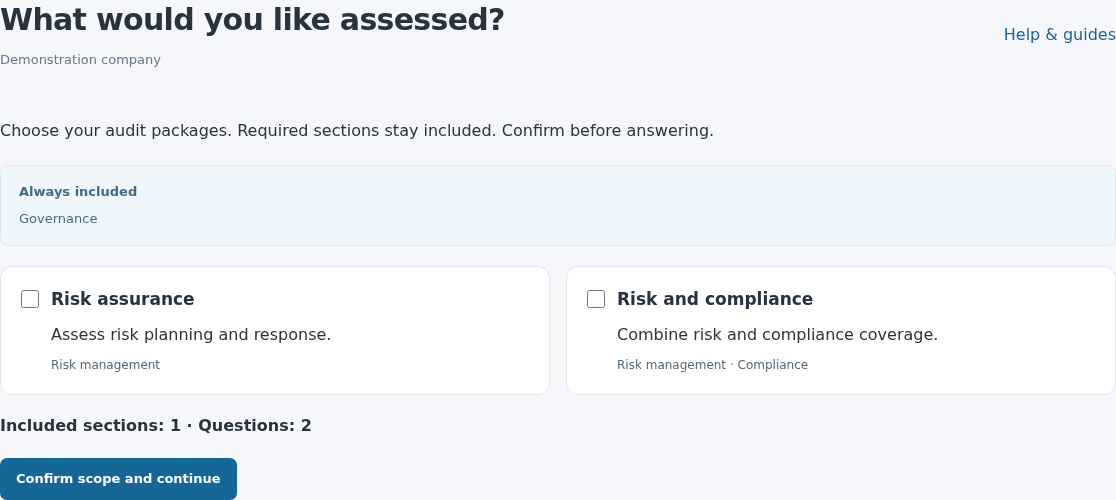 What would you like assessed?
Help & guides
Demonstration company
Choose your audit packages. Required sections stay included. Confirm before answering.
Always included
Governance
Risk assurance
Assess risk planning and response.
Risk management
Risk and compliance
Combine risk and compliance coverage.
Risk management · Compliance
Included sections: 1 · Questions: 2
Confirm scope and continue